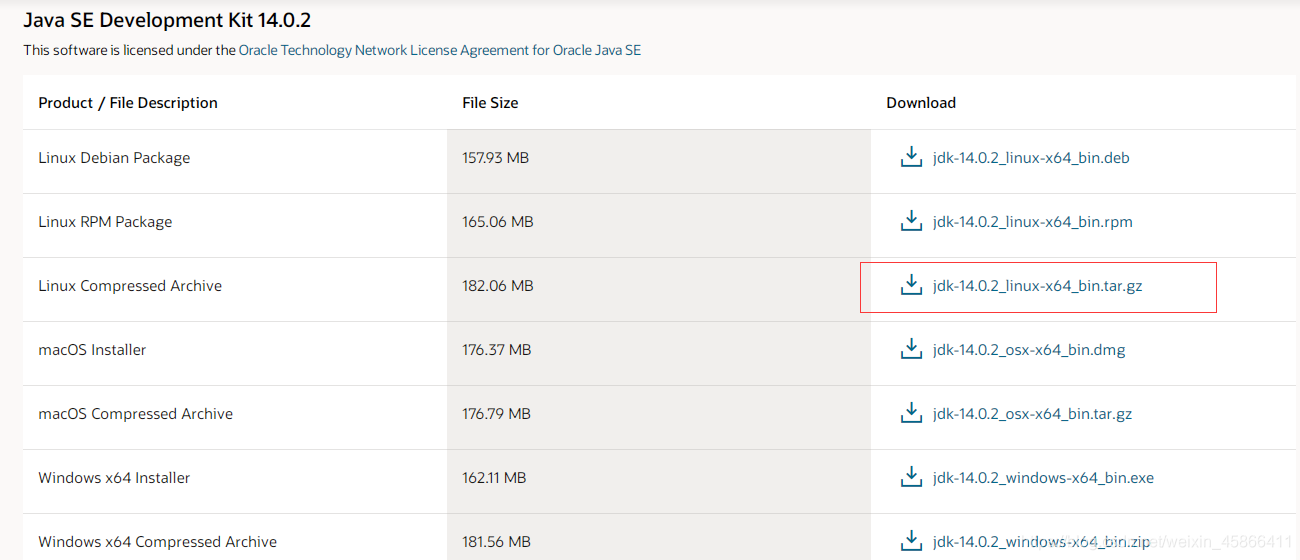 Java SE Development Kit 14.0.2
This software is licensed under the Oracle Technology Network License Agreement for Oracle Java SE
Product / File Description File Size Download
Linux Debian Package 157.93 MB jdk-14.0.2_linux-x64_bin.deb
Linux RPM Package 165.06 MB jdk-14.0.2_linux-x64_bin.rpm
Linux Compressed Archive 182.06 MB jdk-14.0.2_linux-x64_bin.tar.gz
macOS Installer 176.37 MB jdk-14.0.2_osx-x64_bin.dmg
macOS Compressed Archive 176.79 MB jdk-14.0.2_osx-x64_bin.tar.gz
Windows x64 Installer 162.11 MB jdk-14.0.2_windows-x64_bin.exe
Windows x64 Compressed Archive 181.56 MB jdk-14.0.2_windows-x64_bin.zip
net/weixin_45866411